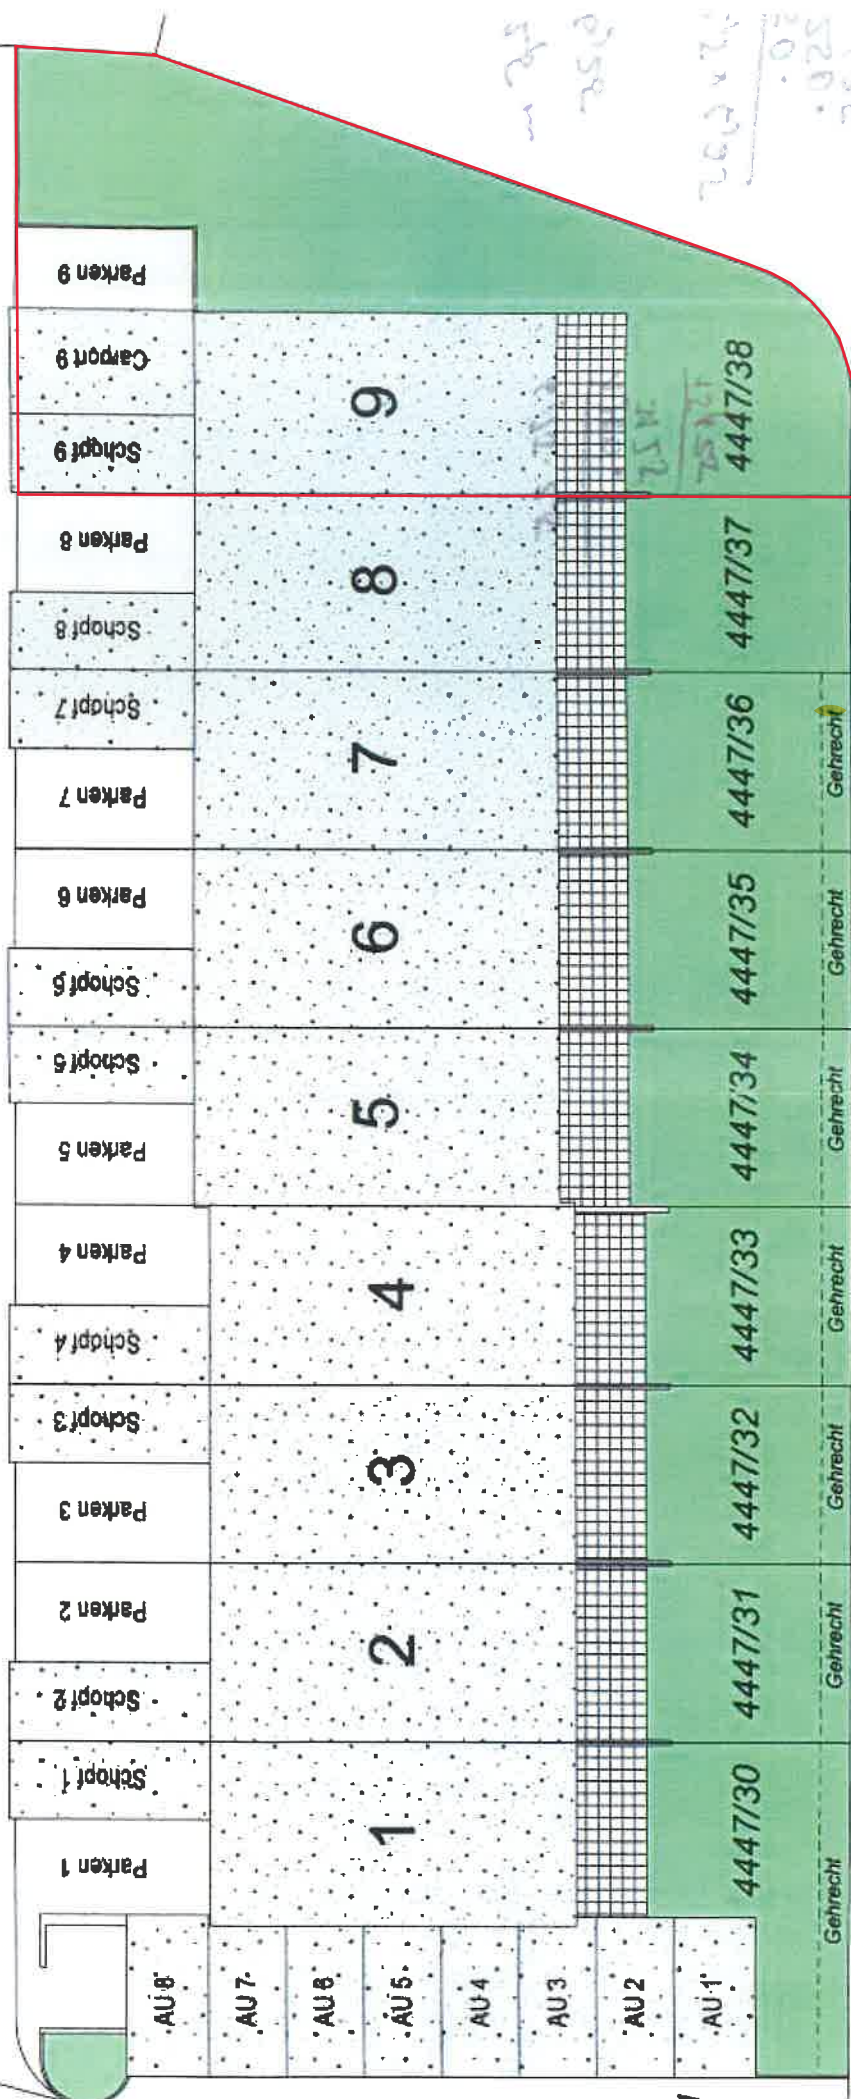 Parken 9
Carport 9
Schopf 9
9
4447/38
Parken 8
Schopf 8
8
4447/37
Schopf 7
Parken 7
7
4447/36
Gehrecht
Parken 6
Schopf 6
6
4447/35
Gehrecht
Schopf 5
Parken 5
5
4447/34
Gehrecht
Parken 4
Schopf 4
4
4447/33
Gehrecht
Schopf 3
Parken 3
3
4447/32
Gehrecht
Parken 2
Schopf 2
2
4447/31
Gehrecht
Schopf 1
Parken 1
1
4447/30
Gehrecht
AU 8
AU 7
AU 6
AU 5
AU 4
AU 3
AU 2
AU 1